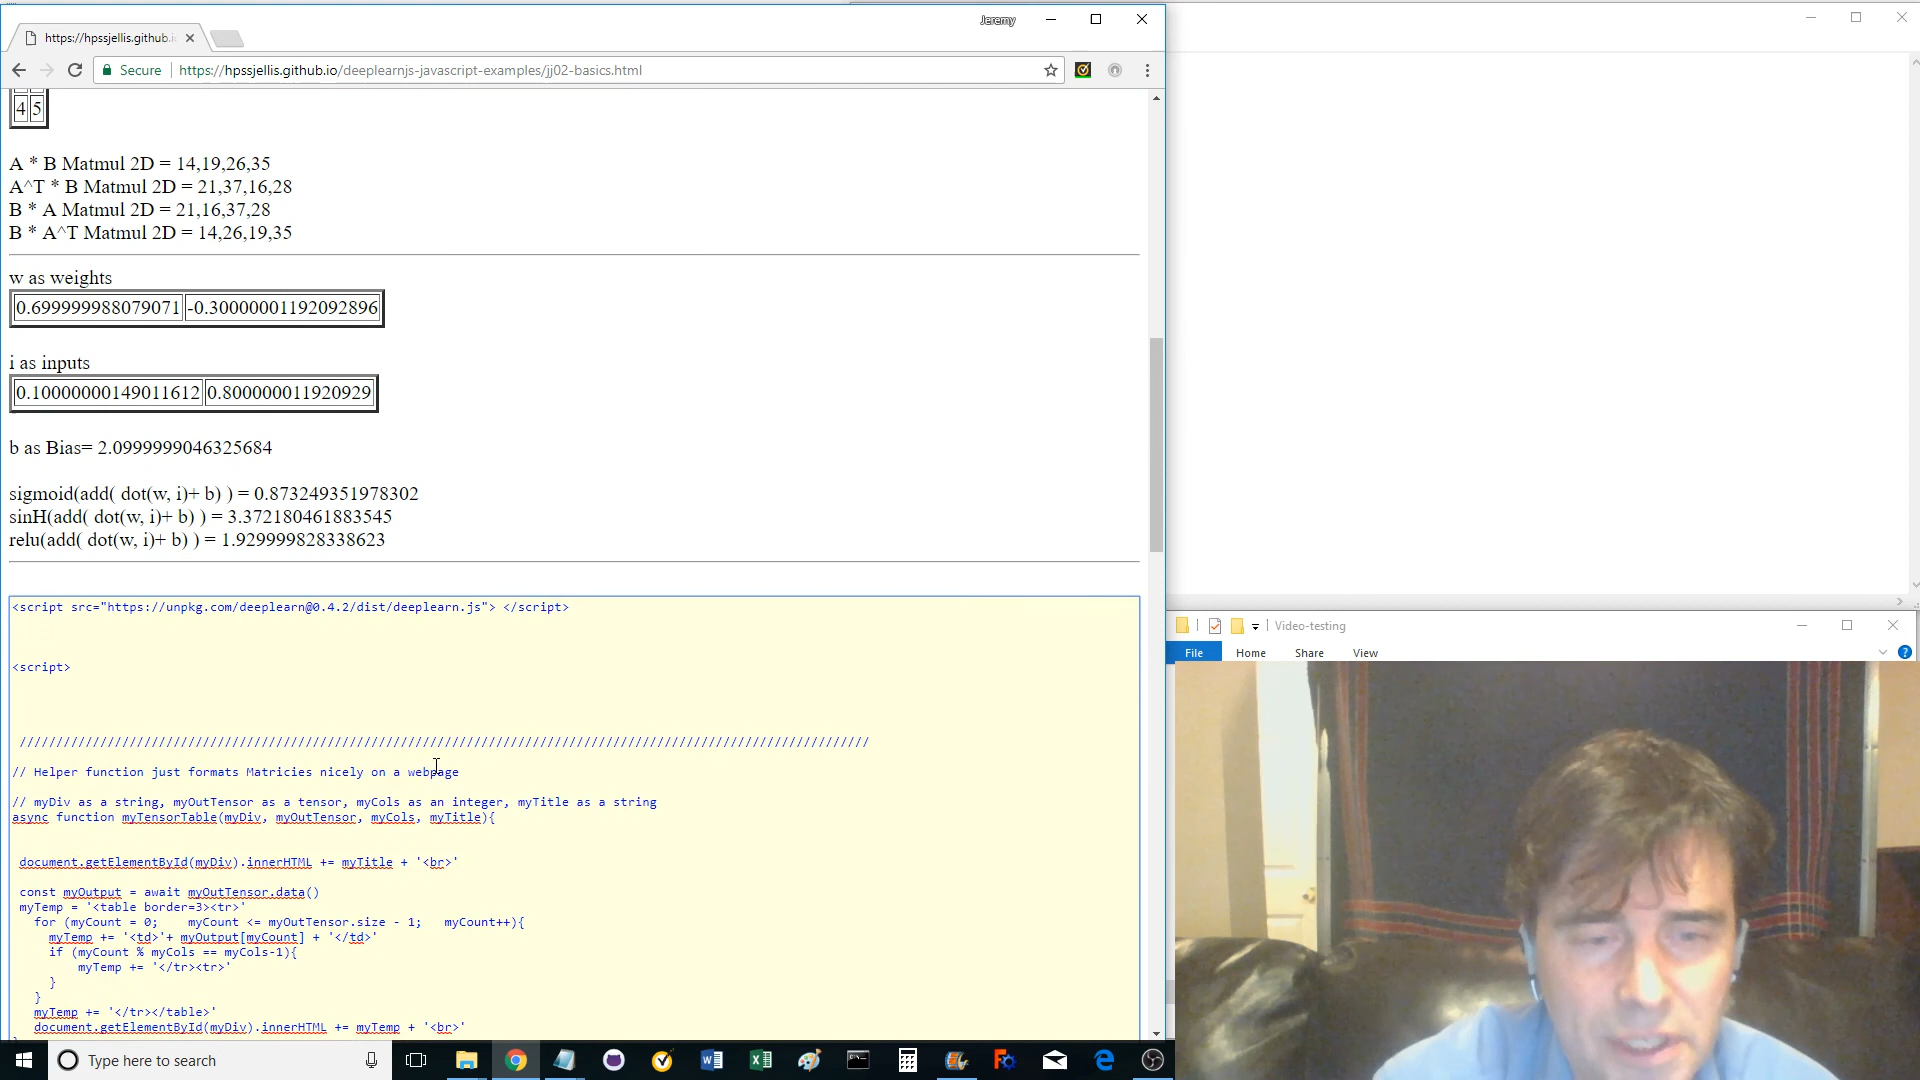 Jeremy
https://hpssjellis.github.i
Secure
https://hpssjellis.github.io/deeplearnjs-javascript-examples/jj02-basics.html
4 5
A * B Matmul 2D = 14,19,26,35
A^T * B Matmul 2D = 21,37,16,28
B * A Matmul 2D = 21,16,37,28
B * A^T Matmul 2D = 14,26,19,35
w as weights
0.699999988079071 -0.30000001192092896
i as inputs
0.10000000149011612 0.800000011920929
b as Bias= 2.0999999046325684
sigmoid(add( dot(w, i)+ b) ) = 0.873249351978302
sinH(add( dot(w, i)+ b) ) = 3.372180461883545
relu(add( dot(w, i)+ b) ) = 1.929999828338623
<script src="https://unpkg.com/deeplearn@0.4.2/dist/deeplearn.js"> </script>
<script>
////////////////////////////////////////////////////////////////////////////////////////////////////////////////////
// Helper function just formats Matricies nicely on a webpage
// myDiv as a string, myOutTensor as a tensor, myCols as an integer, myTitle as a string
async function myTensorTable(myDiv, myOutTensor, myCols, myTitle){
document.getElementById(myDiv).innerHTML += myTitle + '<br>'
const myOutput = await myOutTensor.data()
myTemp = '<table border=3><tr>'
for (myCount = 0;    myCount <= myOutTensor.size - 1;   myCount++){
myTemp += '<td>'+ myOutput[myCount] + '</td>'
if (myCount % myCols == myCols-1){
myTemp += '</tr><tr>'
}
}
myTemp += '</tr></table>'
document.getElementById(myDiv).innerHTML += myTemp + '<br>'
Video-testing
File Home Share View
Type here to search